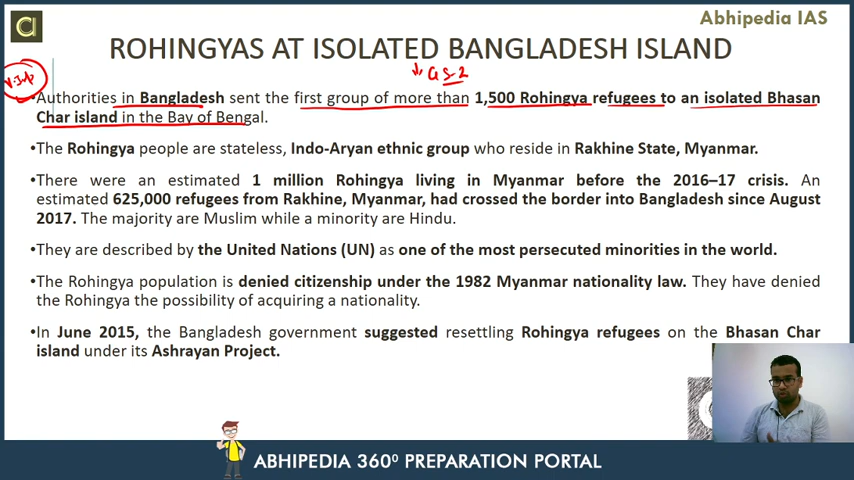 Abhipedia IAS
a
ROHINGYAS AT ISOLATED BANGLADESH ISLAND
GS-2
V.Imp
•Authorities in Bangladesh sent the first group of more than 1,500 Rohingya refugees to an isolated Bhasan
Char island in the Bay of Bengal.
•The Rohingya people are stateless, Indo-Aryan ethnic group who reside in Rakhine State, Myanmar.
•There were an estimated 1 million Rohingya living in Myanmar before the 2016–17 crisis. An
estimated 625,000 refugees from Rakhine, Myanmar, had crossed the border into Bangladesh since August
2017. The majority are Muslim while a minority are Hindu.
•They are described by the United Nations (UN) as one of the most persecuted minorities in the world.
•The Rohingya population is denied citizenship under the 1982 Myanmar nationality law. They have denied
the Rohingya the possibility of acquiring a nationality.
•In June 2015, the Bangladesh government suggested resettling Rohingya refugees on the Bhasan Char
island under its Ashrayan Project.
ABHIPEDIA 360⁰ PREPARATION PORTAL